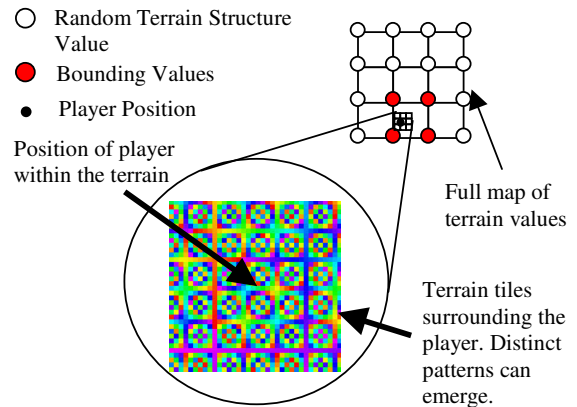 Random Terrain Structure
Value
Bounding Values
Player Position
Position of player
within the terrain
Full map of
terrain values
Terrain tiles
surrounding the
player. Distinct
patterns can
emerge.